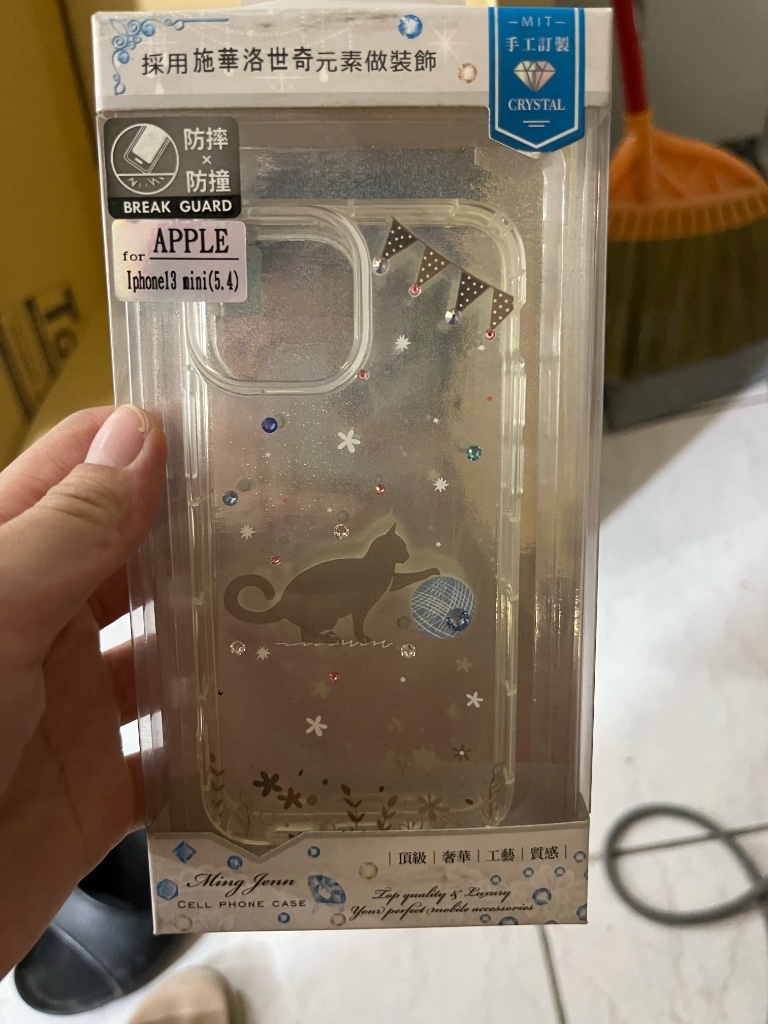 採用施華洛世奇元素做裝飾
MIT
手工訂製
CRYSTAL
防摔
×
防撞
BREAK GUARD
for APPLE
Iphone13 mini(5.4)
頂級 | 奢華 | 工藝 | 質感
Ming Jenn
CELL PHONE CASE
Top quality & Luxury
Your perfect mobile accessories